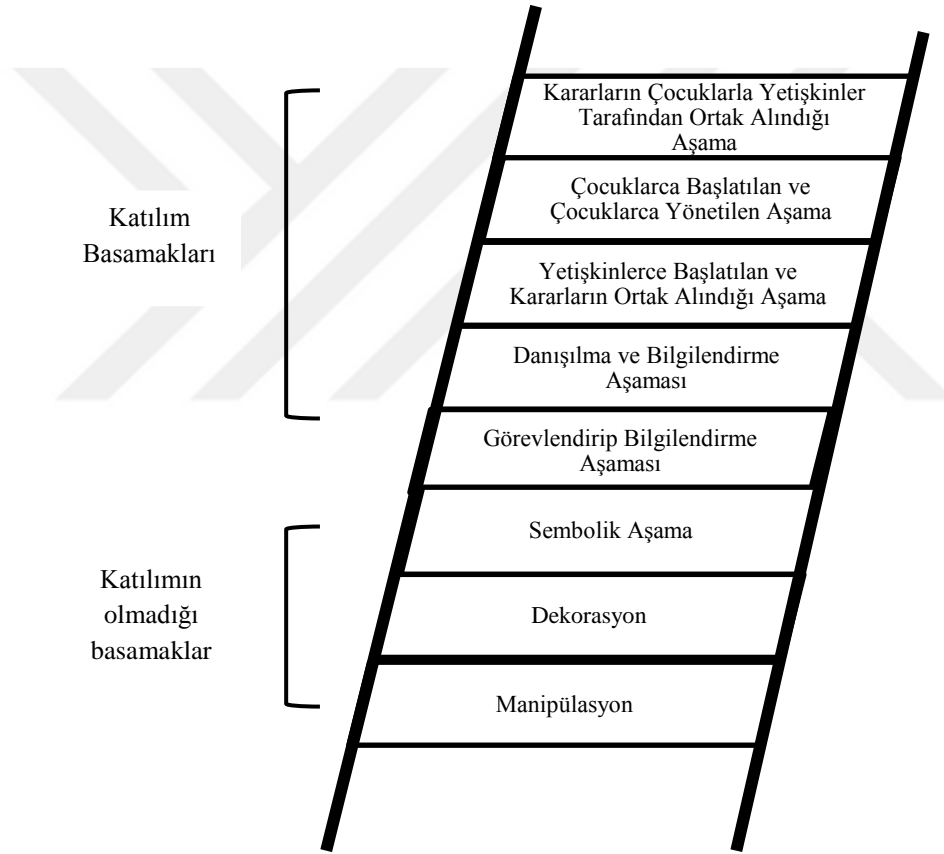 Kararların Çocuklarla Yetişkinler
Tarafından Ortak Alındığı
Aşama
Çocuklarca Başlatılan ve
Çocuklarca Yönetilen Aşama
Katılım
Basamakları
Yetişkinlerce Başlatılan ve
Kararların Ortak Alındığı Aşama
Danışılma ve Bilgilendirme
Aşaması
Görevlendirip Bilgilendirme
Aşaması
Sembolik Aşama
Katılımın
olmadığı
basamaklar
Dekorasyon
Manipülasyon